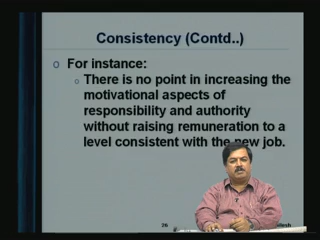 Consistency (Contd..)
For instance:
There is no point in increasing the
motivational aspects of
responsibility and authority
without raising remuneration to a
level consistent with the new job.
26